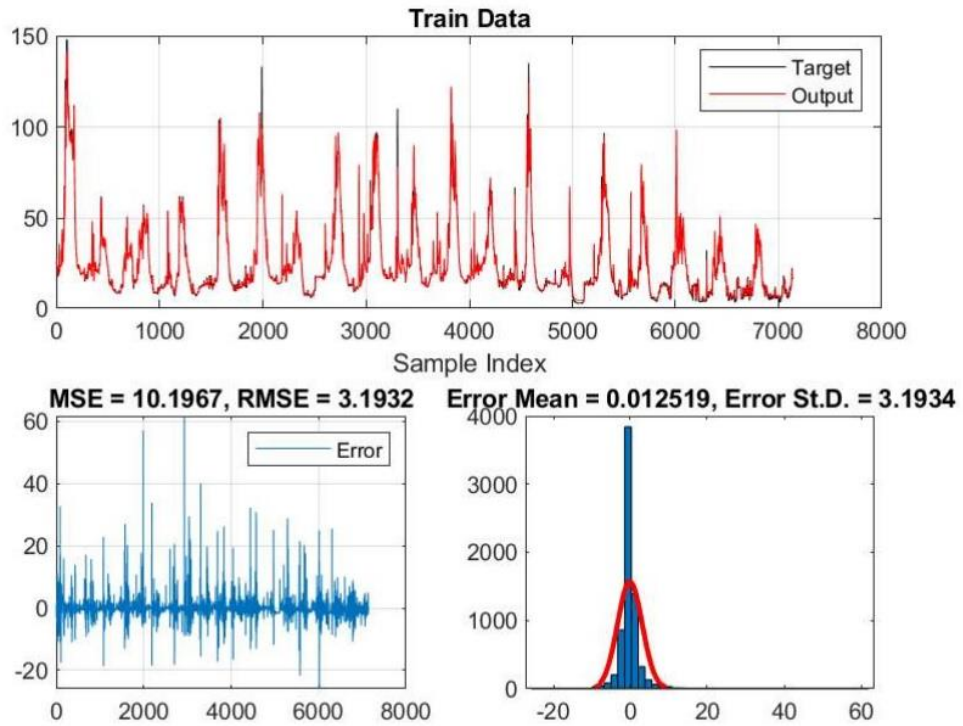 Train Data
150
100
50
0
Target
Output
0 1000 2000 3000 4000 5000 6000 7000 8000
Sample Index
MSE = 10.1967, RMSE = 3.1932
60
40
20
0
-20
Error
0 2000 4000 6000 8000
Error Mean = 0.012519, Error St.D. = 3.1934
4000
3000
2000
1000
0
-20 0 20 40 60